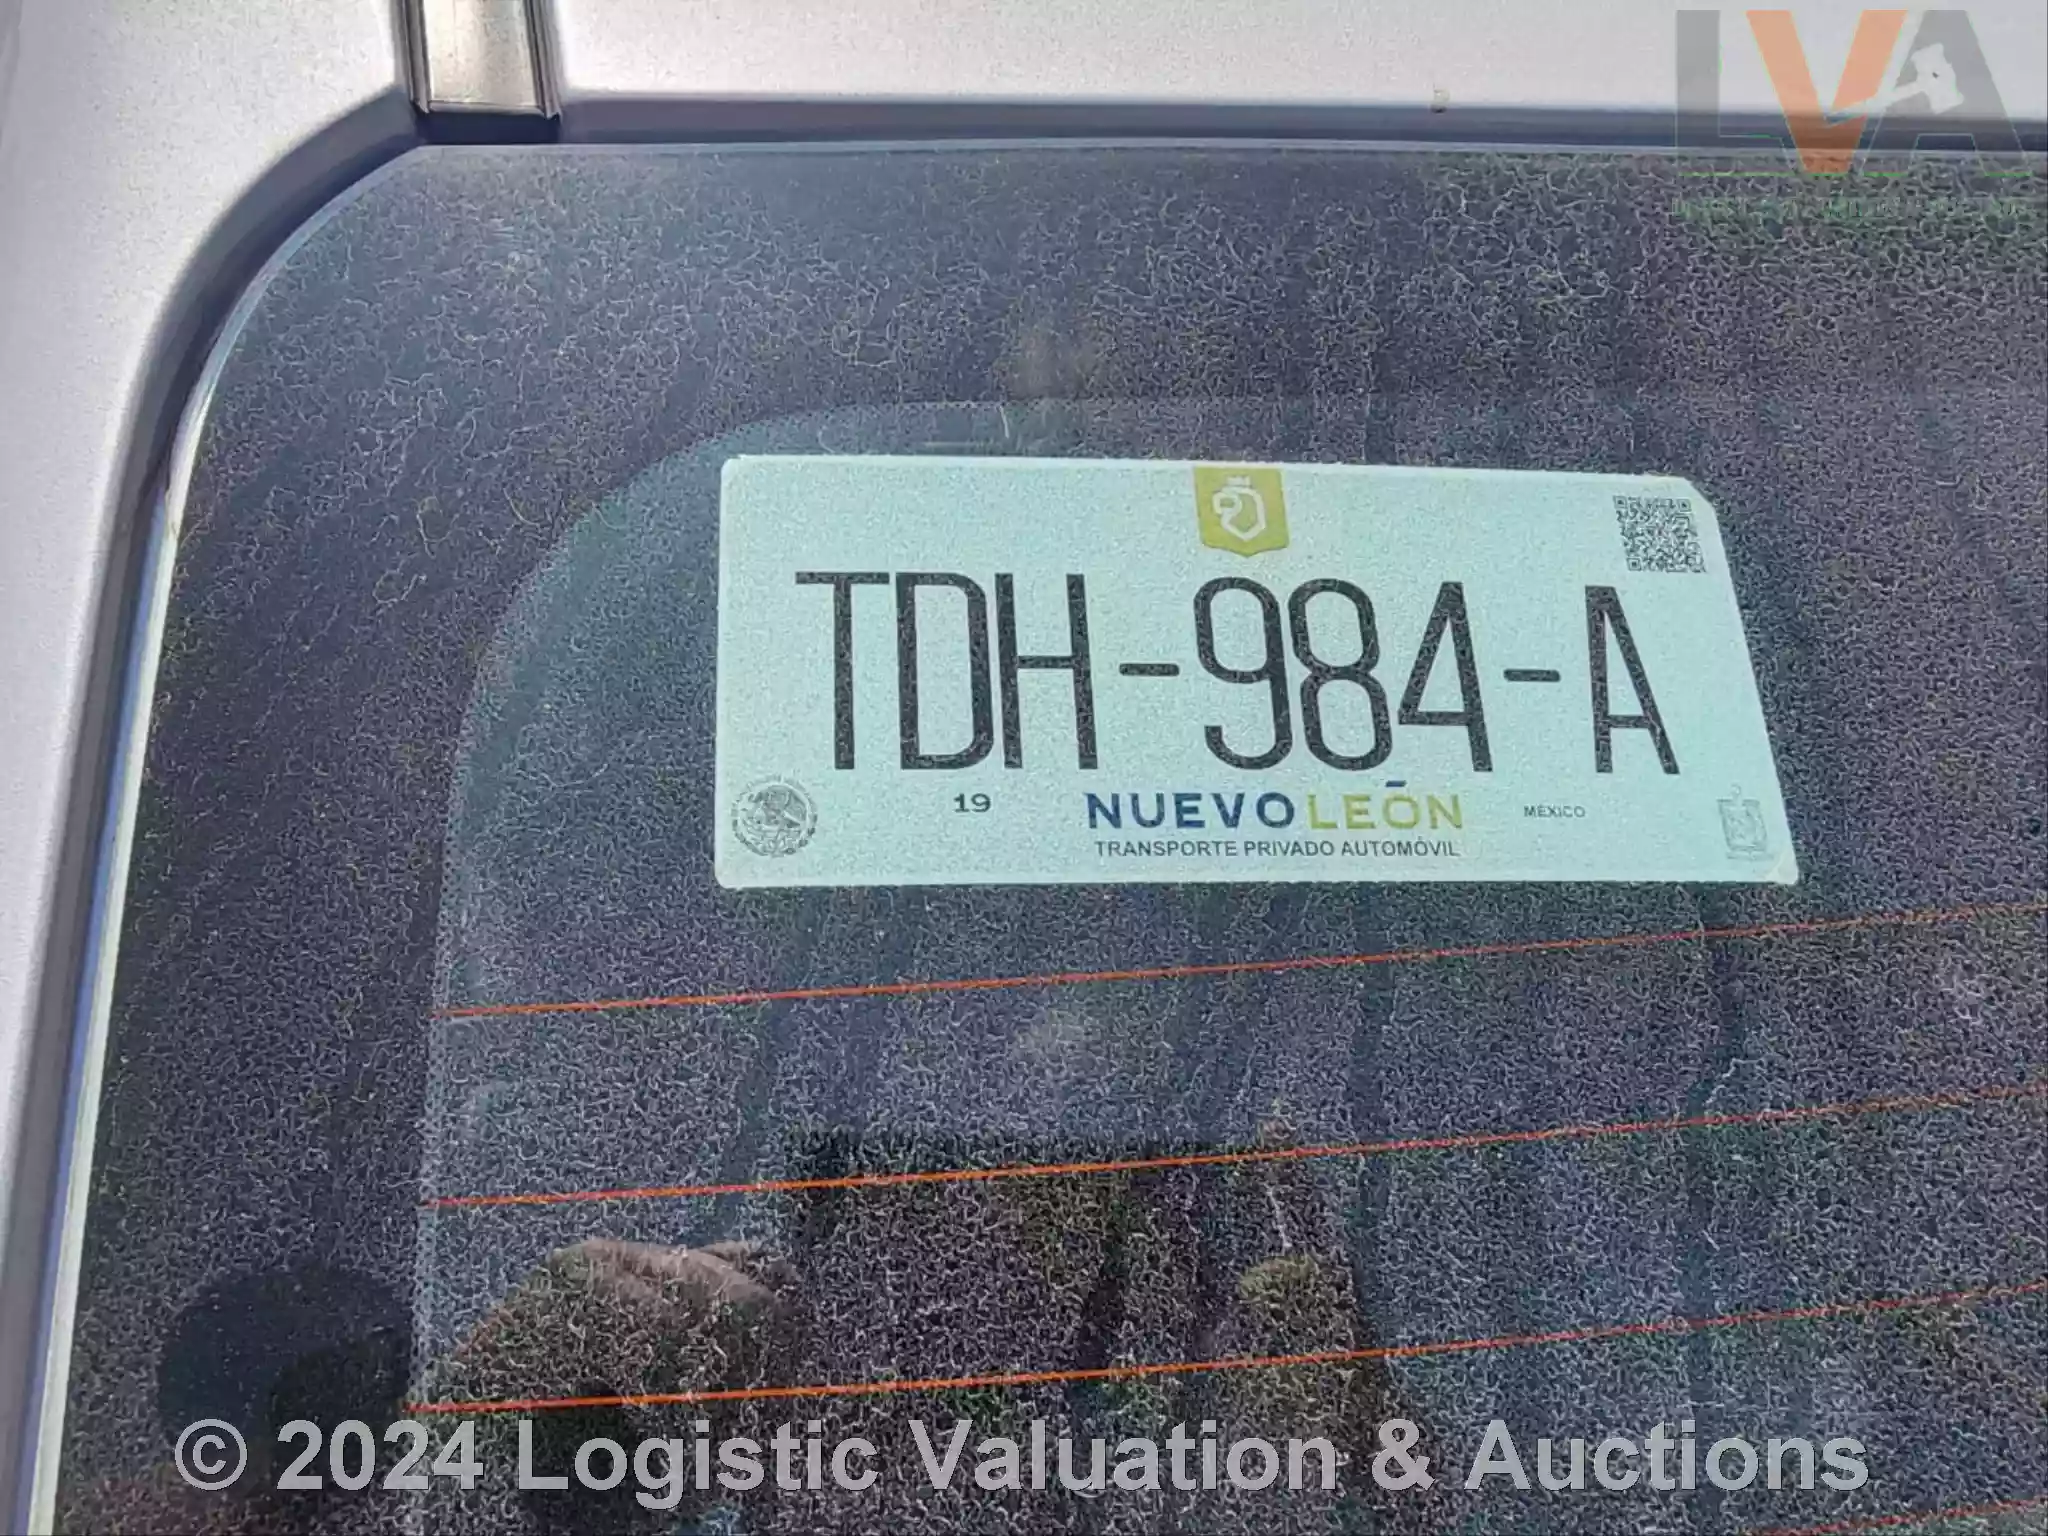 LVA
TDH-984-A
19 NUEVO LEÓN MÉXICO
TRANSPORTE PRIVADO AUTOMÓVIL
© 2024 Logistic Valuation & Auctions